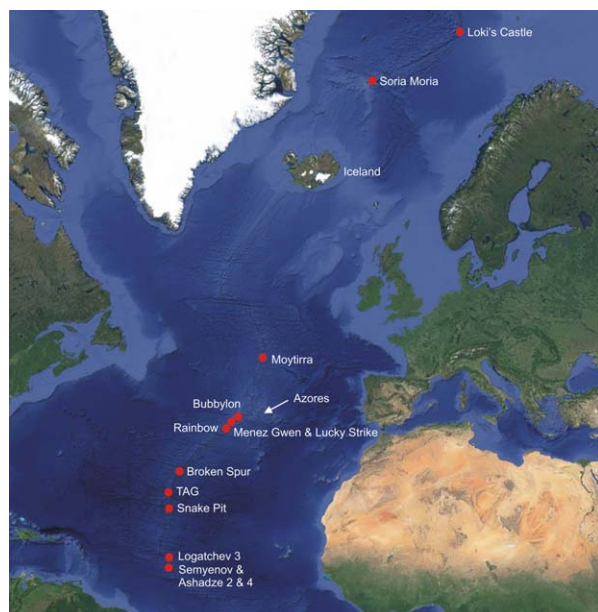 Loki's Castle
Soria Moria
Iceland
Moytirra
Azores
Bubbylon
Rainbow
Menez Gwen & Lucky Strike
Broken Spur
TAG
Snake Pit
Logatchev 3
Semyenov &
Ashadze 2 & 4